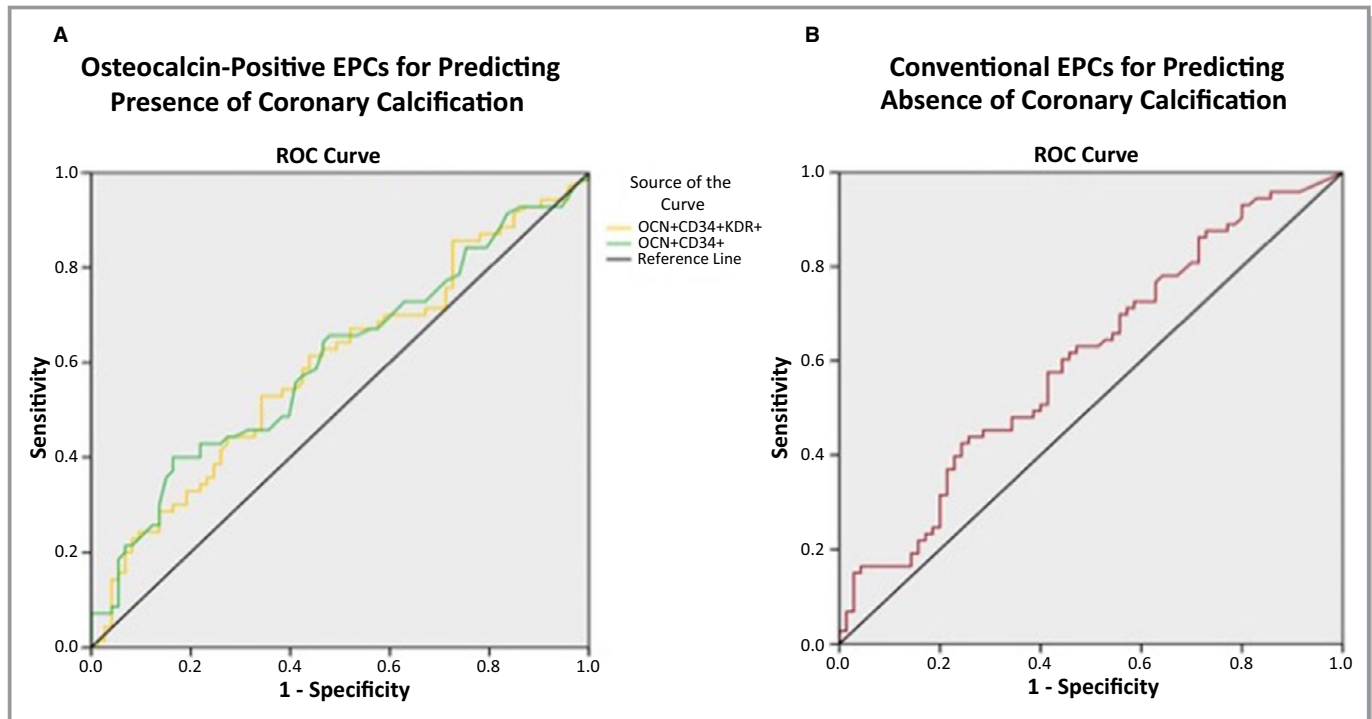 A
Osteocalcin-Positive EPCs for Predicting
Presence of Coronary Calcification
ROC Curve
1.0
0.8
0.6
0.4
0.2
0.0
Sensitivity
0.0 0.2 0.4 0.6 0.8 1.0
1 - Specificity
Source of the
Curve
OCN+CD34+KDR+
OCN+CD34+
Reference Line
B
Conventional EPCs for Predicting
Absence of Coronary Calcification
ROC Curve
1.0
0.8
0.6
0.4
0.2
0.0
Sensitivity
0.0 0.2 0.4 0.6 0.8 1.0
1 - Specificity